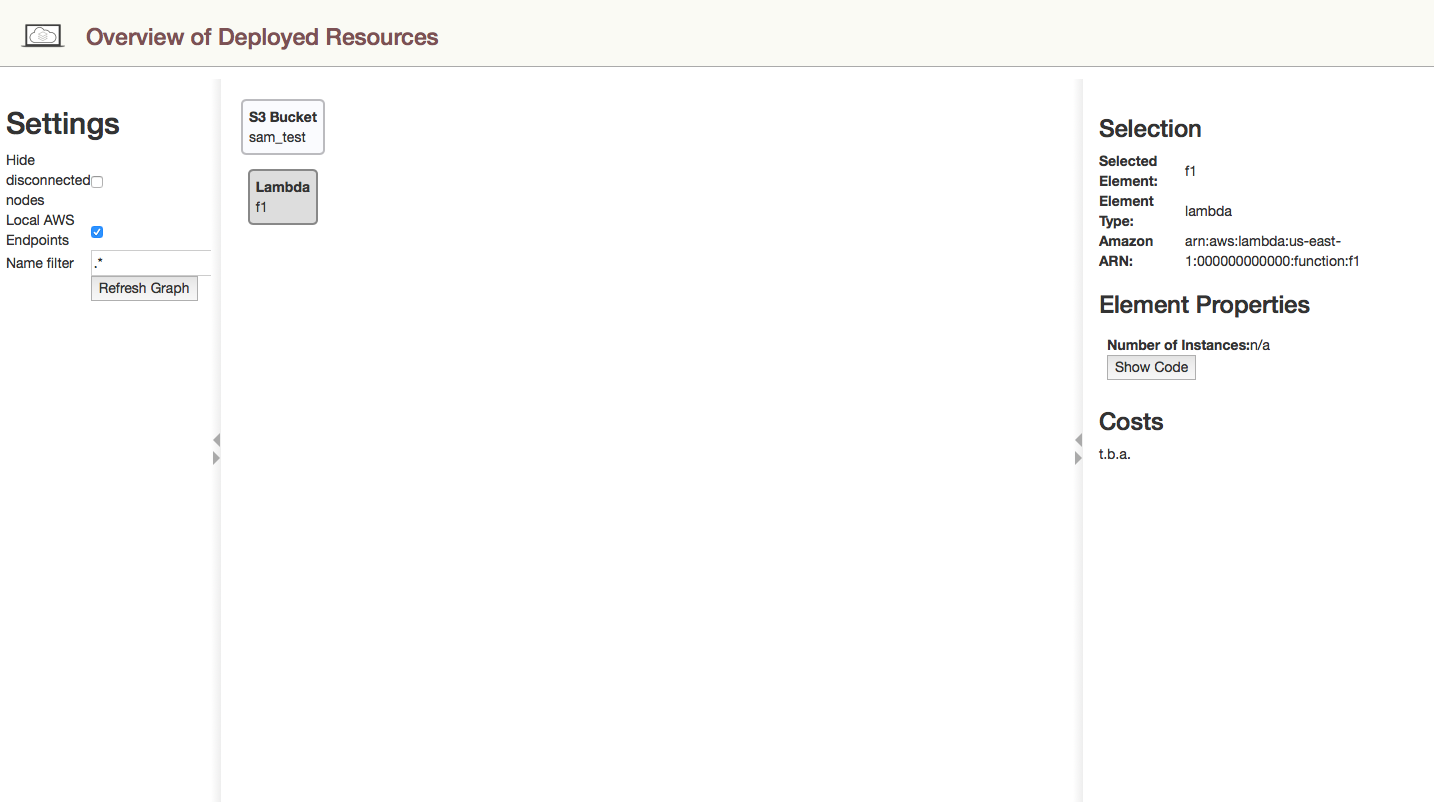 Overview of Deployed Resources
Settings
Hide
disconnected
nodes
Local AWS
Endpoints
Name filter .*
Refresh Graph
S3 Bucket
sam_test
Lambda
f1
Selection
Selected
Element: f1
Element
Type: lambda
Amazon arn:aws:lambda:us-east-
ARN: 1:000000000000:function:f1
Element Properties
Number of Instances:n/a
Show Code
Costs
t.b.a.